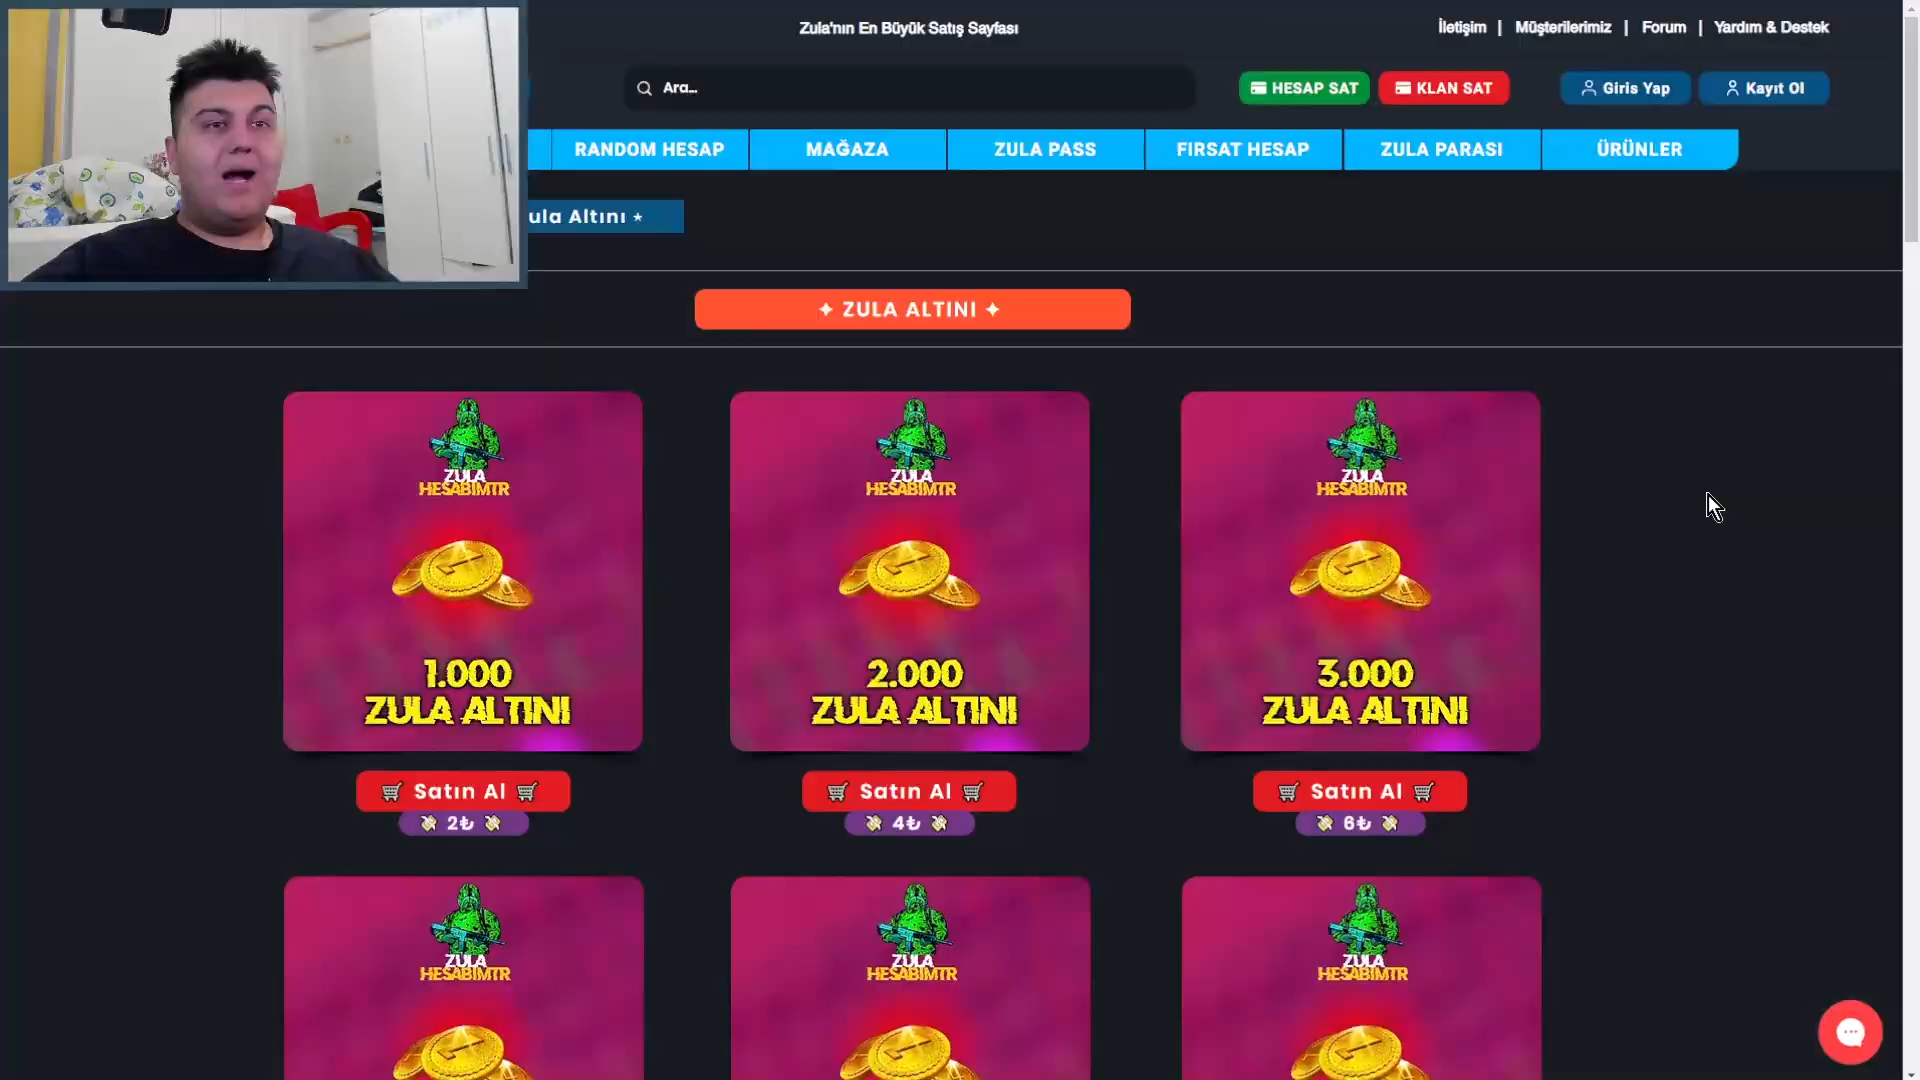 Zula'nın En Büyük Satış Sayfası
İletişim | Müşterilerimiz | Forum | Yardım & Destek
Ara...
HESAP SAT
KLAN SAT
Giris Yap
Kayıt Ol
RANDOM HESAP
MAĞAZA
ZULA PASS
FIRSAT HESAP
ZULA PARASI
ÜRÜNLER
ula Altını ⋆
✦ ZULA ALTINI ✦
ZULA
HESABIMTR
1.000
ZULA ALTINI
Satın Al
2₺
ZULA
HESABIMTR
2.000
ZULA ALTINI
Satın Al
4₺
ZULA
HESABIMTR
3.000
ZULA ALTINI
Satın Al
6₺
ZULA
HESABIMTR
ZULA
HESABIMTR
ZULA
HESABIMTR